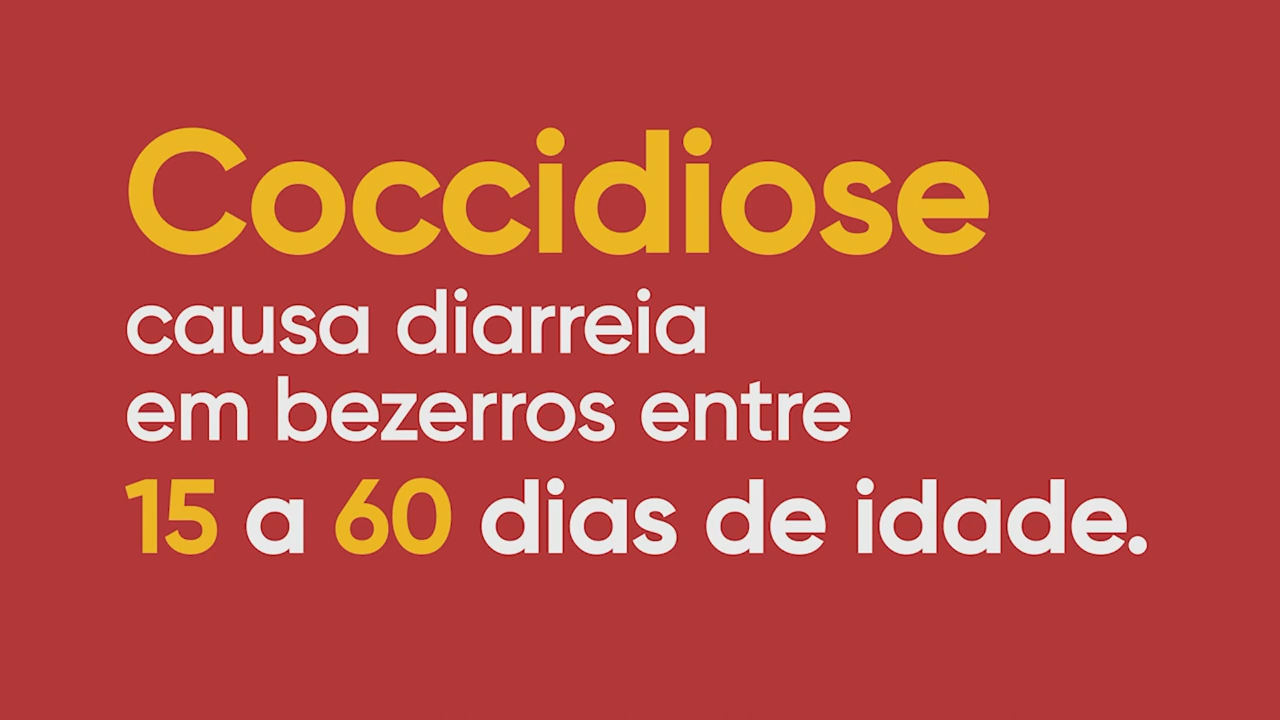 Coccidiose
causa diarreia
em bezerros entre
15 a 60 dias de idade.